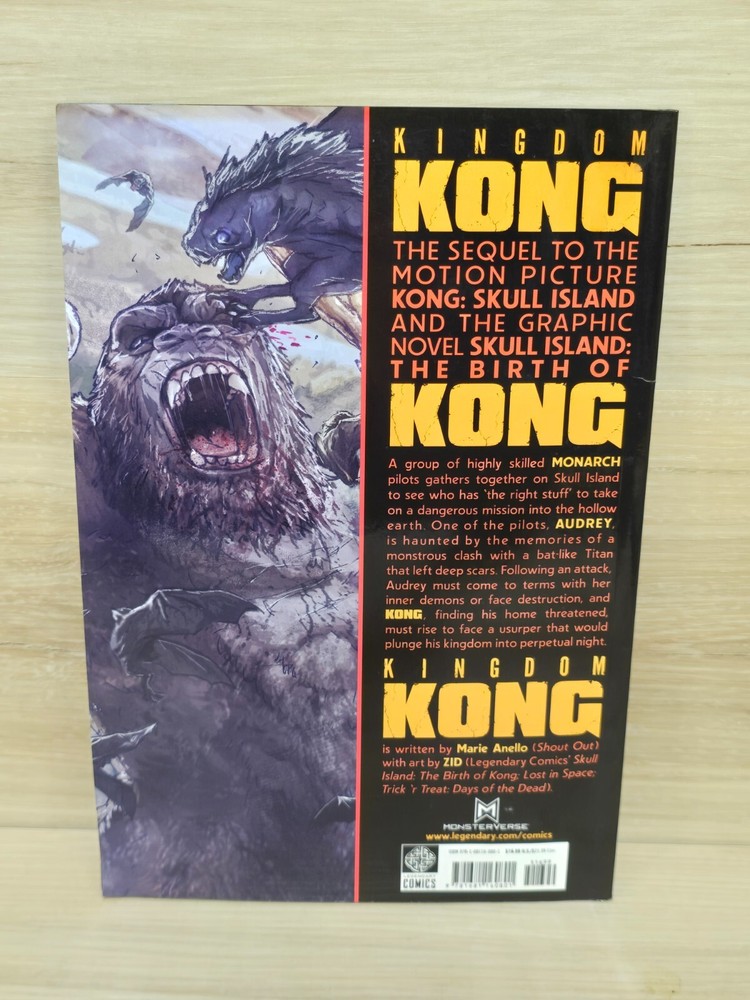 KINGDOM
KONG
THE SEQUEL TO THE
MOTION PICTURE
KONG: SKULL ISLAND
AND THE GRAPHIC
NOVEL SKULL ISLAND:
THE BIRTH OF
KONG
A group of highly skilled MONARCH
pilots gathers together on Skull Island
to see who has ‘the right stuff’ to take
on a dangerous mission into the hollow
earth. One of the pilots, AUDREY,
is haunted by the memories of a
monstrous clash with a bat-like Titan
that left deep scars. Following an attack,
Audrey must come to terms with her
inner demons or face destruction, and
KONG, finding his home threatened,
must rise to face a usurper that would
plunge his kingdom into perpetual night.
KINGDOM
KONG
is written by Marie Anello (Shout Out)
with art by ZID (Legendary Comics’ Skull
Island: The Birth of Kong; Lost in Space;
Trick ’r Treat: Days of the Dead).
MONSTERVERSE
www.legendary.com/comics
LEGENDARY
COMICS